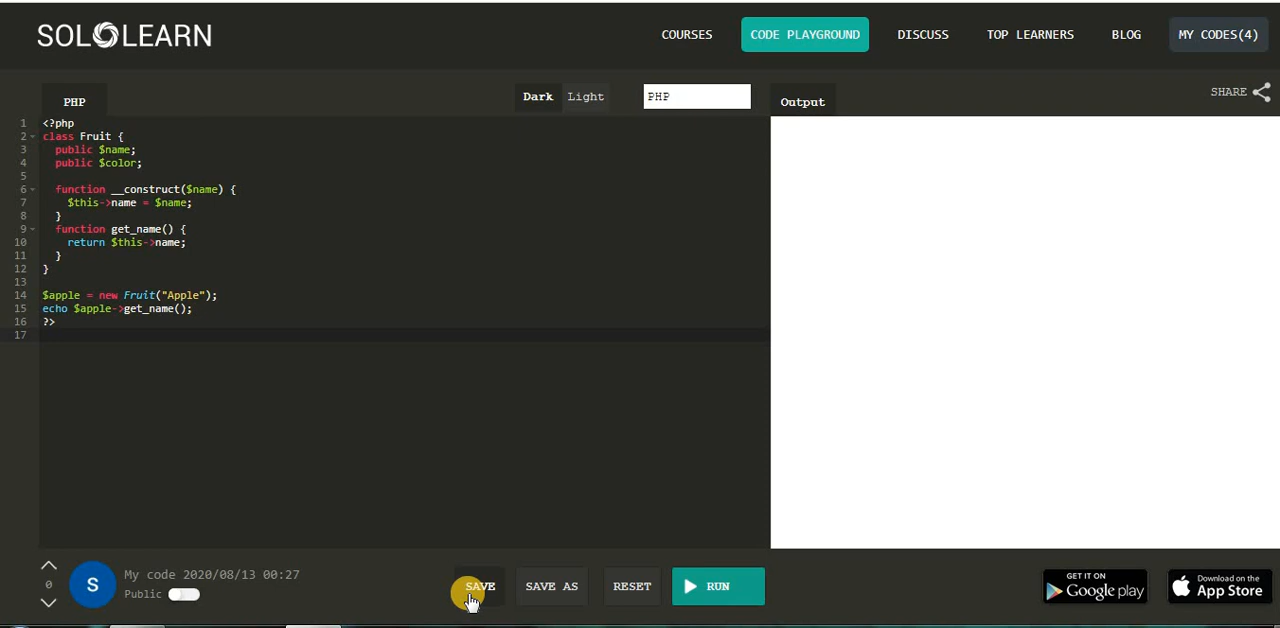 SOLOLEARN
COURSES
CODE PLAYGROUND
DISCUSS
TOP LEARNERS
BLOG
MY CODES(4)
PHP
Dark
Light
PHP
Output
SHARE
1 <?php
2 class Fruit {
3   public $name;
4   public $color;
5
6   function __construct($name) {
7     $this->name = $name;
8   }
9   function get_name() {
10     return $this->name;
11   }
12 }
13
14 $apple = new Fruit("Apple");
15 echo $apple->get_name();
16 ?>
17
0
S
My code 2020/08/13 00:27
Public
SAVE
SAVE AS
RESET
RUN
GET IT ON
Google play
Download on the
App Store